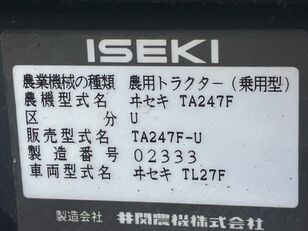 ISEKI
農業機械の種類 農用トラクター(乗用型)
農機型式名 ヰセキ TA247F
区分 U
販売型式名 TA247F-U
製造番号 02333
車両型式名 ヰセキ TL27F
製造会社 井関農機株式会社